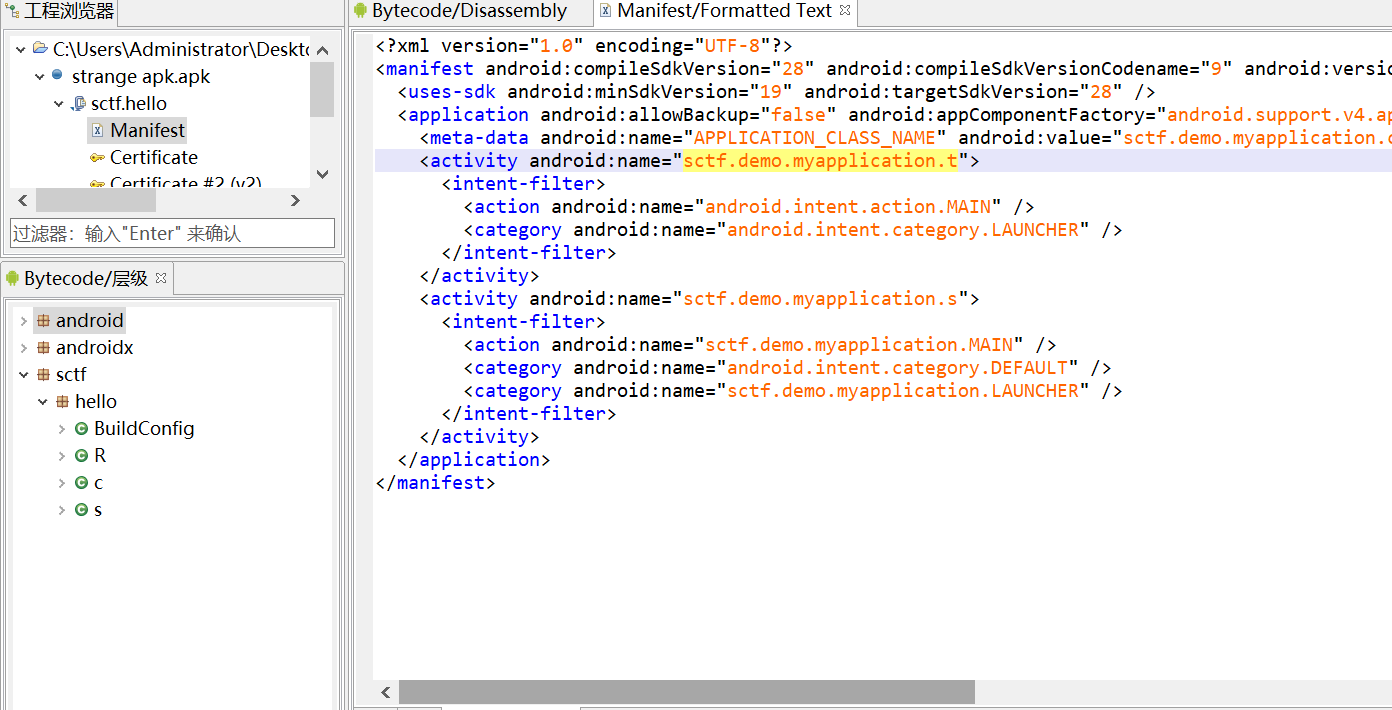 工程浏览器
C:\Users\Administrator\Deskto
strange apk.apk
sctf.hello
Manifest
Certificate
Certificate #2 (v2)
过滤器：输入"Enter" 来确认
Bytecode/层级
android
androidx
sctf
hello
BuildConfig
R
c
s
Bytecode/Disassembly
Manifest/Formatted Text
<?xml version="1.0" encoding="UTF-8"?>
<manifest android:compileSdkVersion="28" android:compileSdkVersionCodename="9" android:versio
<uses-sdk android:minSdkVersion="19" android:targetSdkVersion="28" />
<application android:allowBackup="false" android:appComponentFactory="android.support.v4.ap
<meta-data android:name="APPLICATION_CLASS_NAME" android:value="sctf.demo.myapplication.c
<activity android:name="sctf.demo.myapplication.t">
<intent-filter>
<action android:name="android.intent.action.MAIN" />
<category android:name="android.intent.category.LAUNCHER" />
</intent-filter>
</activity>
<activity android:name="sctf.demo.myapplication.s">
<intent-filter>
<action android:name="sctf.demo.myapplication.MAIN" />
<category android:name="android.intent.category.DEFAULT" />
<category android:name="sctf.demo.myapplication.LAUNCHER" />
</intent-filter>
</activity>
</application>
</manifest>